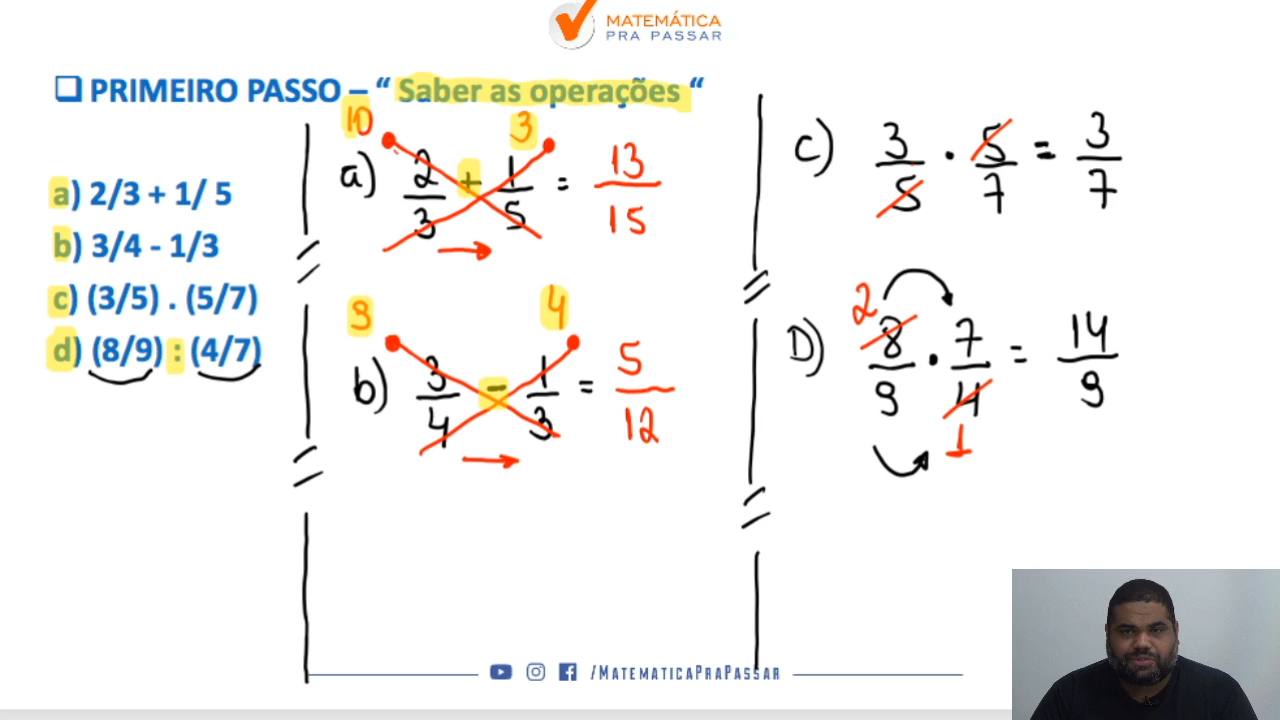 MATEMÁTICA
PRA PASSAR
PRIMEIRO PASSO – “ Saber as operações “
a) 2/3 + 1/ 5
b) 3/4 - 1/3
c) (3/5) . (5/7)
d) (8/9) : (4/7)
10 3
a) 2/3 + 1/5 = 13/15
9 4
b) 3/4 - 1/3 = 5/12
C) 3/5 . 5/7 = 3/7
2
D) 8/9 . 7/4 = 14/9
1
/MATEMATICAPRAPASSAR